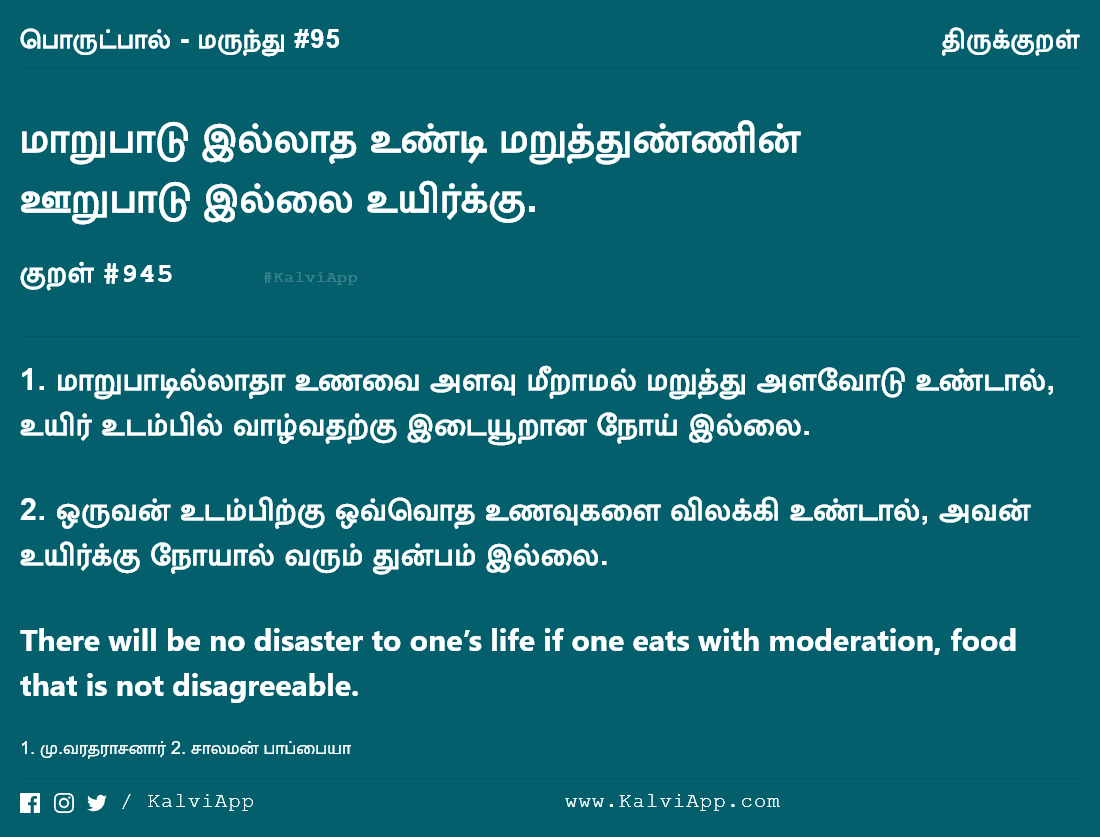 பொருட்பால் - மருந்து #95
திருக்குறள்
மாறுபாடு இல்லாத உண்டி மறுத்துண்ணின்
ஊறுபாடு இல்லை உயிர்க்கு.
குறள் #945
#KalviApp
1. மாறுபாடில்லாதா உணவை அளவு மீறாமல் மறுத்து அளவோடு உண்டால்,
உயிர் உடம்பில் வாழ்வதற்கு இடையூறான நோய் இல்லை.
2. ஒருவன் உடம்பிற்கு ஒவ்வொத உணவுகளை விலக்கி உண்டால், அவன்
உயிர்க்கு நோயால் வரும் துன்பம் இல்லை.
There will be no disaster to one’s life if one eats with moderation, food
that is not disagreeable.
1. மு.வரதராசனார் 2. சாலமன் பாப்பையா
/ KalviApp
www.KalviApp.com